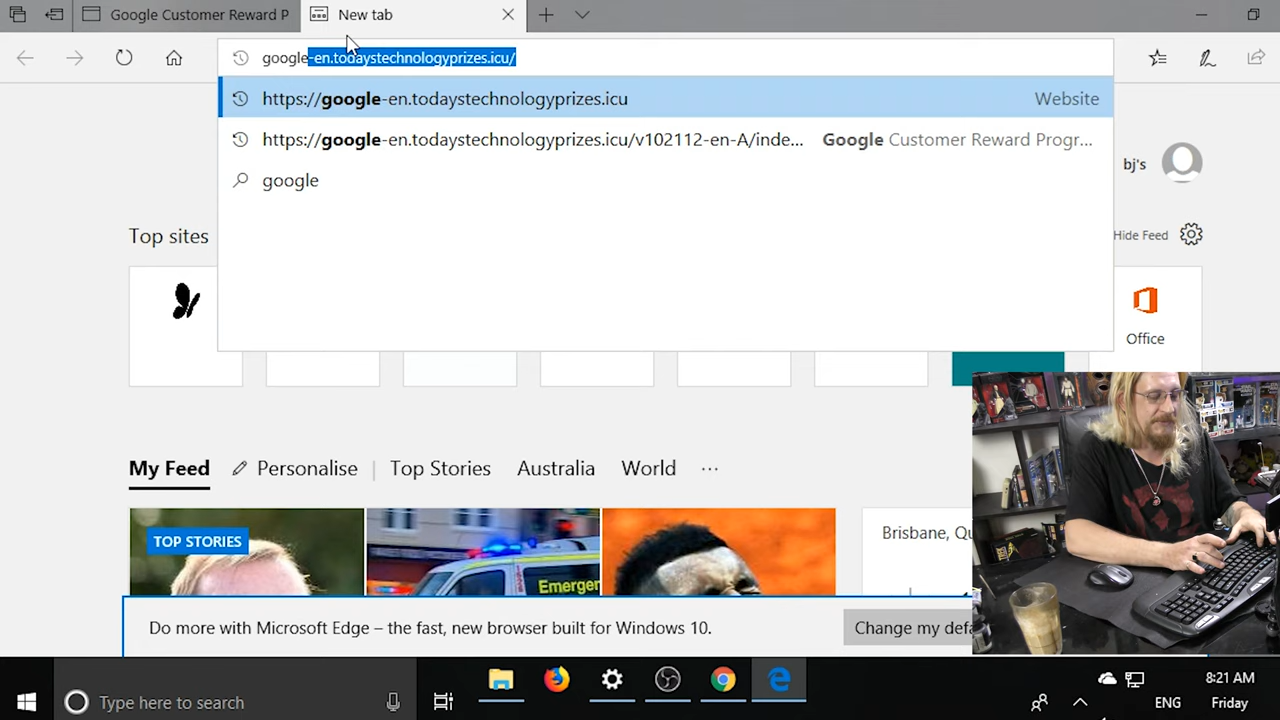 Google Customer Reward P
New tab
google-en.todaystechnologyprizes.icu/
https://google-en.todaystechnologyprizes.icu
Website
https://google-en.todaystechnologyprizes.icu/v102112-en-A/inde...
Google Customer Reward Progr...
google
bj's
Top sites
Hide Feed
Office
My Feed
Personalise
Top Stories
Australia
World
TOP STORIES
Emergen
Brisbane, Qu
Do more with Microsoft Edge – the fast, new browser built for Windows 10.
Change my defa
Type here to search
ENG
8:21 AM
Friday